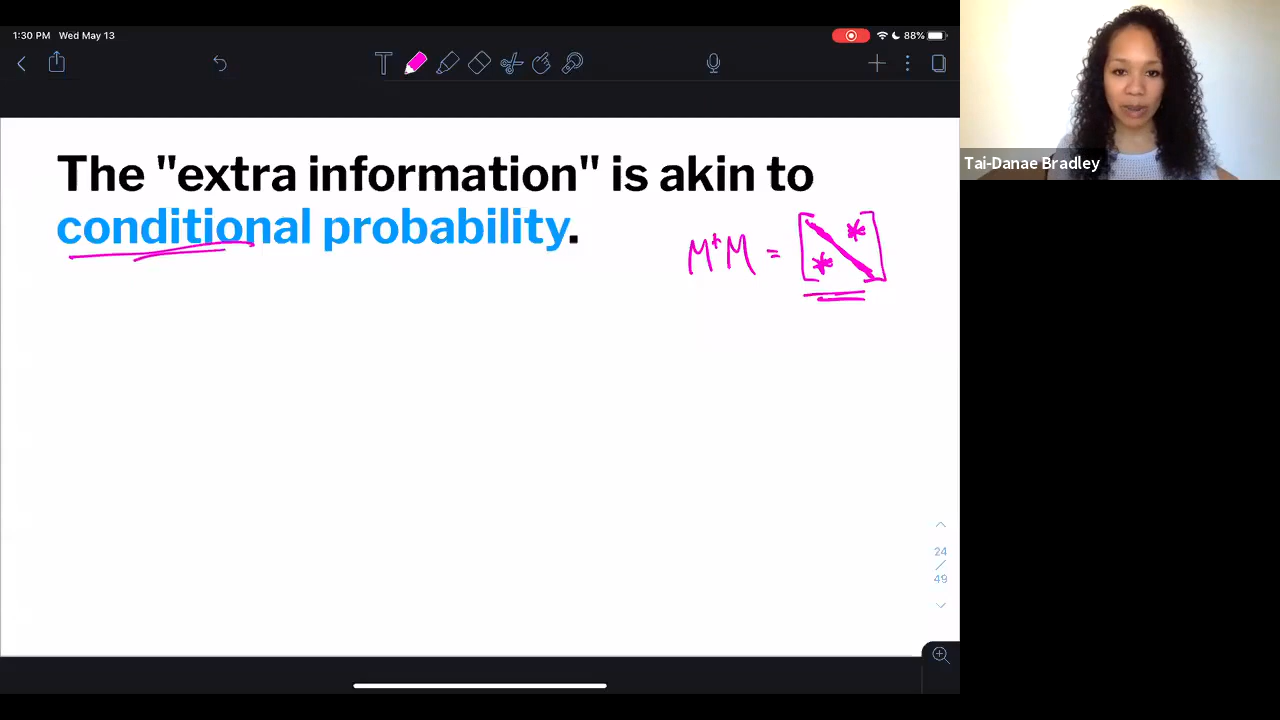 1:30 PM Wed May 13
88%
The "extra information" is akin to
conditional probability.
M†M = [* *]
24
/
49
Tai-Danae Bradley